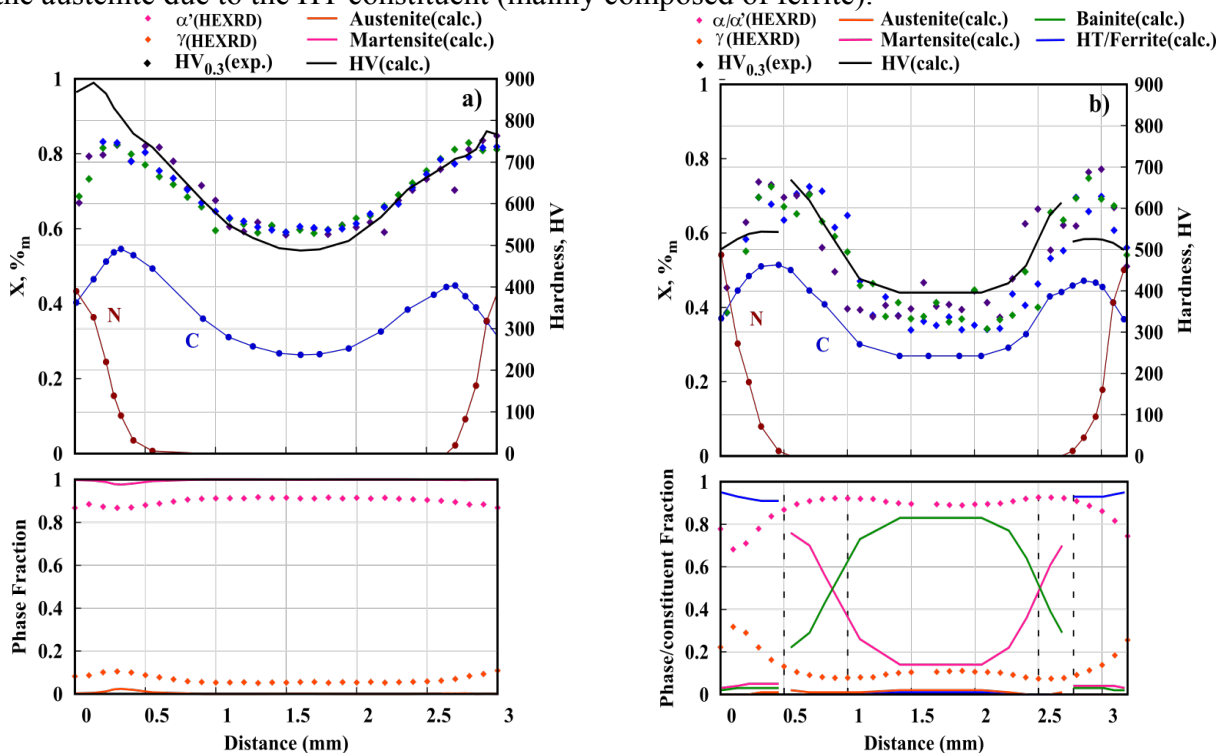 the austenite due to the HT constituent (mainly composed of ferrite).
α'(HEXRD) Austenite(calc.)
γ(HEXRD) Martensite(calc.)
HV0.3(exp.) HV(calc.)
a)
X, %m
1
0.8
0.6
0.4
0.2
0
N
C
900
800
700
600
500
400
300
200
100
0
Hardness, HV
Phase Fraction
1
0.8
0.6
0.4
0.2
0
0 0.5 1 1.5 2 2.5 3
Distance (mm)
α/α'(HEXRD) Austenite(calc.) Bainite(calc.)
γ(HEXRD) Martensite(calc.) HT/Ferrite(calc.)
HV0.3(exp.) HV(calc.)
b)
X, %m
1
0.8
0.6
0.4
0.2
0
N
C
900
800
700
600
500
400
300
200
100
0
Hardness, HV
Phase/constituent Fraction
1
0.8
0.6
0.4
0.2
0
0 0.5 1 1.5 2 2.5 3
Distance (mm)